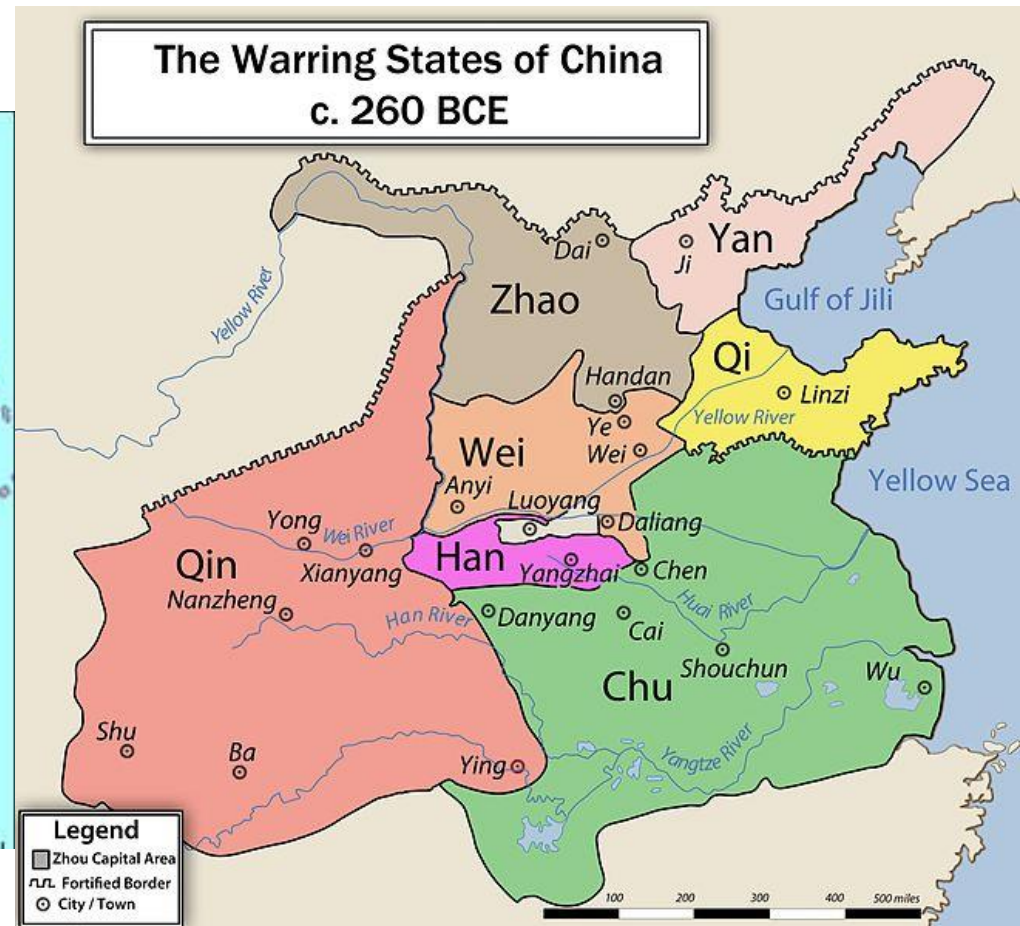 The Warring States of China
c. 260 BCE
Yan
Dai
Ji
Zhao
Gulf of Jili
Yellow River
Qi
Handan
Linzi
Ye
Yellow River
Wei
Wei
Yellow Sea
Anyi
Luoyang
Yong
Wei River
Daliang
Qin
Xianyang
Han
Yangzhai
Chen
Nanzheng
Han River
Danyang
Huai River
Cai
Shouchun
Chu
Wu
Shu
Ba
Ying
Yangtze River
Legend
Zhou Capital Area
Fortified Border
City / Town
100 200 300 400 500 miles